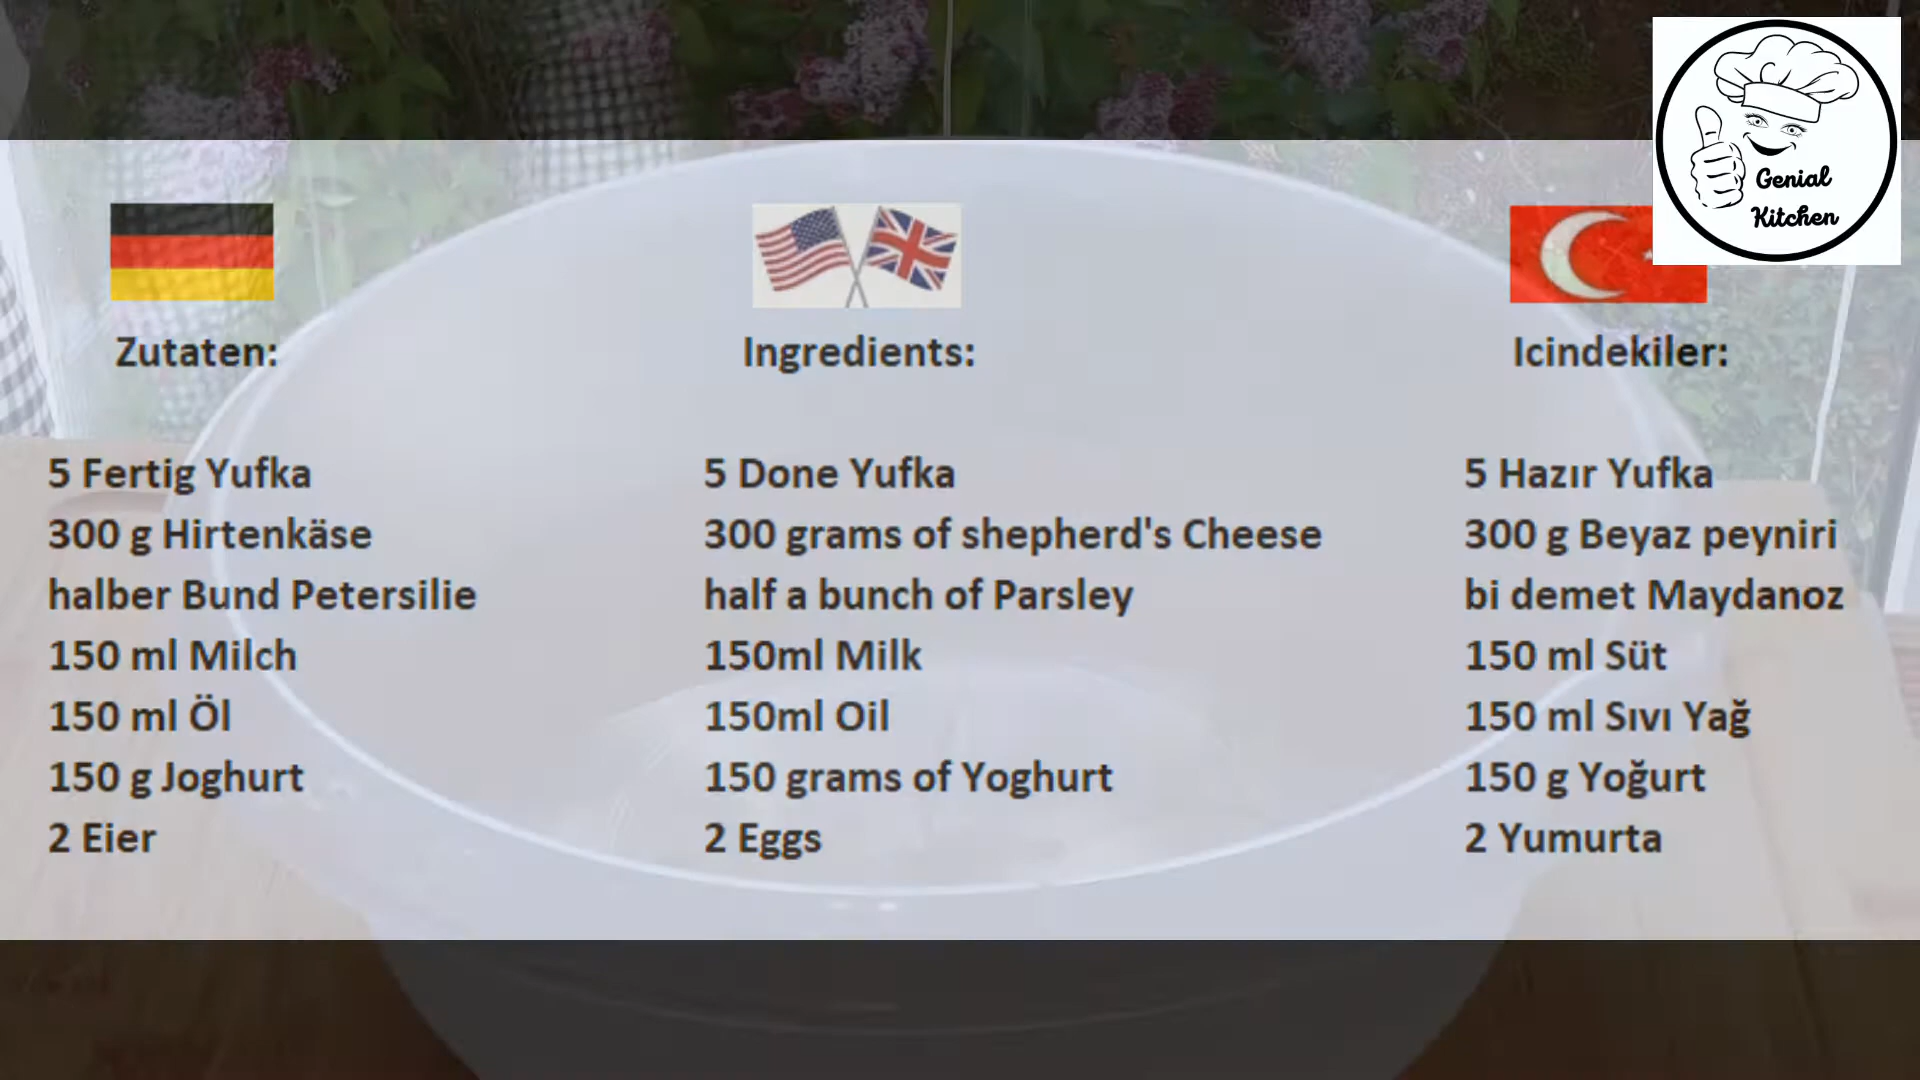 Genial
Kitchen
Zutaten:
5 Fertig Yufka
300 g Hirtenkäse
halber Bund Petersilie
150 ml Milch
150 ml Öl
150 g Joghurt
2 Eier
Ingredients:
5 Done Yufka
300 grams of shepherd's Cheese
half a bunch of Parsley
150ml Milk
150ml Oil
150 grams of Yoghurt
2 Eggs
Icindekiler:
5 Hazır Yufka
300 g Beyaz peyniri
bi demet Maydanoz
150 ml Süt
150 ml Sıvı Yağ
150 g Yoğurt
2 Yumurta